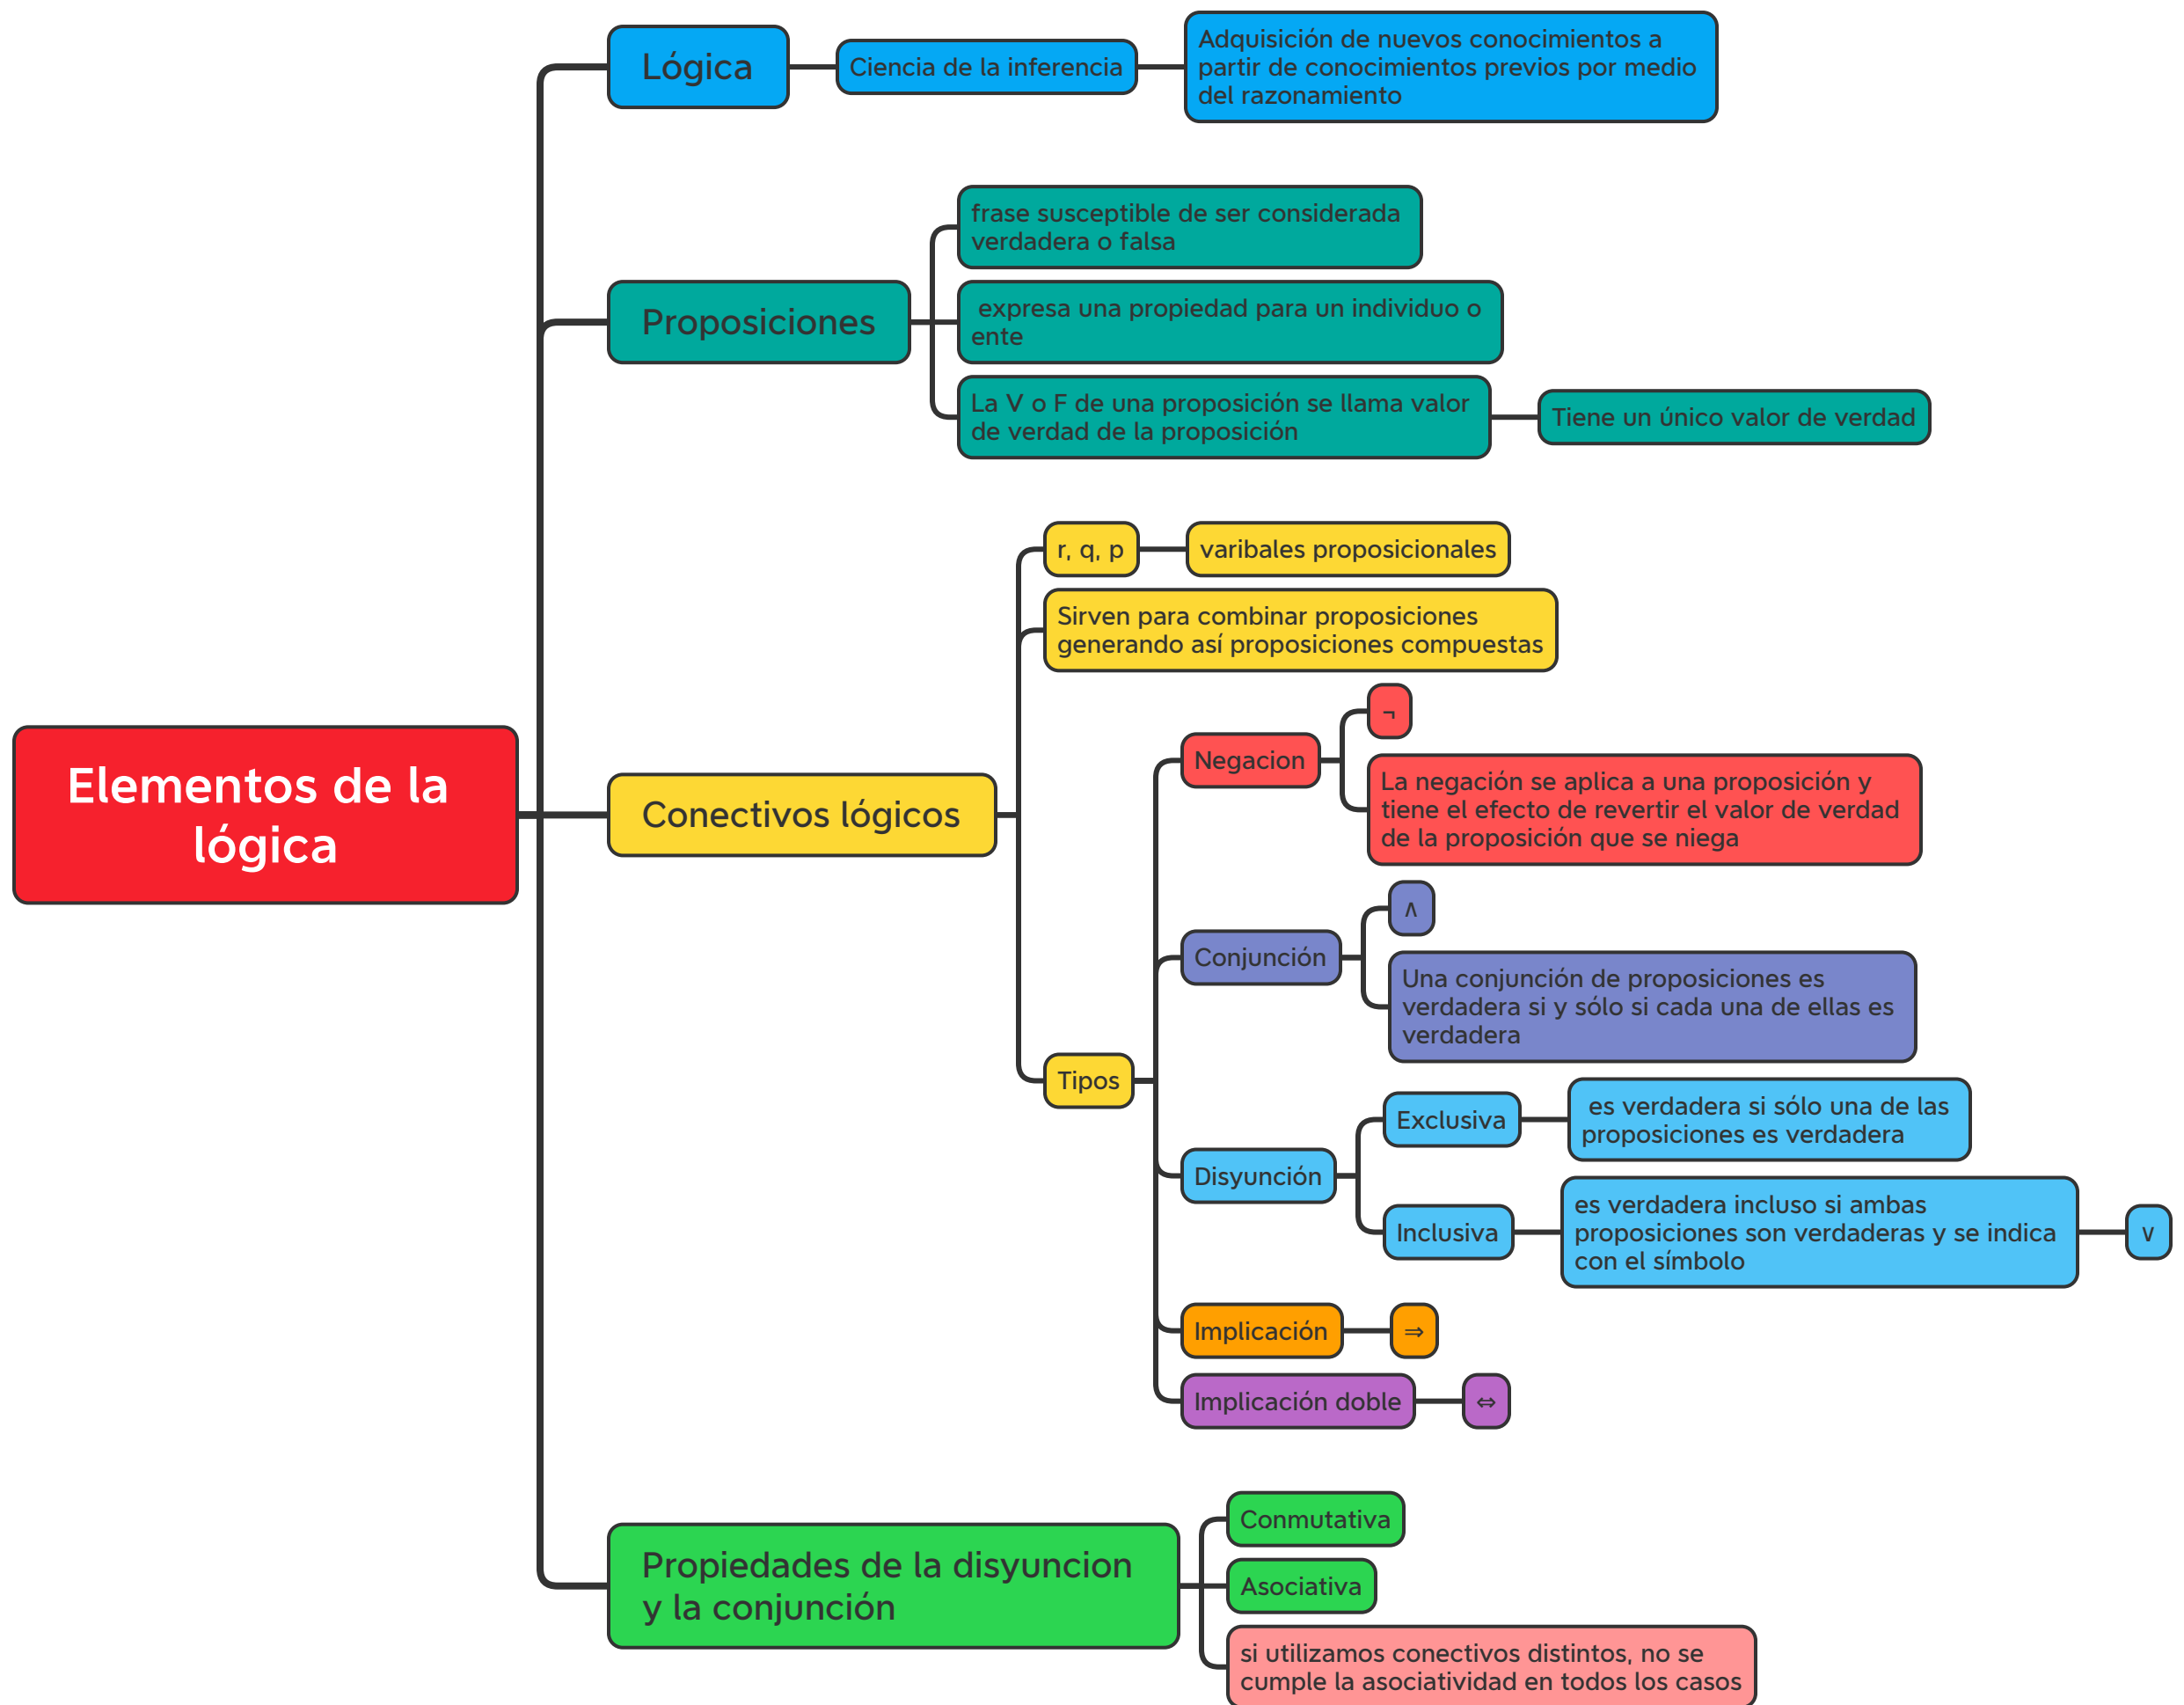 Elementos de la
lógica
Lógica
Ciencia de la inferencia
Adquisición de nuevos conocimientos a
partir de conocimientos previos por medio
del razonamiento
Proposiciones
frase susceptible de ser considerada
verdadera o falsa
expresa una propiedad para un individuo o
ente
La V o F de una proposición se llama valor
de verdad de la proposición
Tiene un único valor de verdad
Conectivos lógicos
r, q, p
varibales proposicionales
Sirven para combinar proposiciones
generando así proposiciones compuestas
Tipos
Negacion
¬
La negación se aplica a una proposición y
tiene el efecto de revertir el valor de verdad
de la proposición que se niega
Conjunción
∧
Una conjunción de proposiciones es
verdadera si y sólo si cada una de ellas es
verdadera
Disyunción
Exclusiva
es verdadera si sólo una de las
proposiciones es verdadera
Inclusiva
es verdadera incluso si ambas
proposiciones son verdaderas y se indica
con el símbolo
∨
Implicación
⇒
Implicación doble
⇔
Propiedades de la disyuncion
y la conjunción
Conmutativa
Asociativa
si utilizamos conectivos distintos, no se
cumple la asociatividad en todos los casos